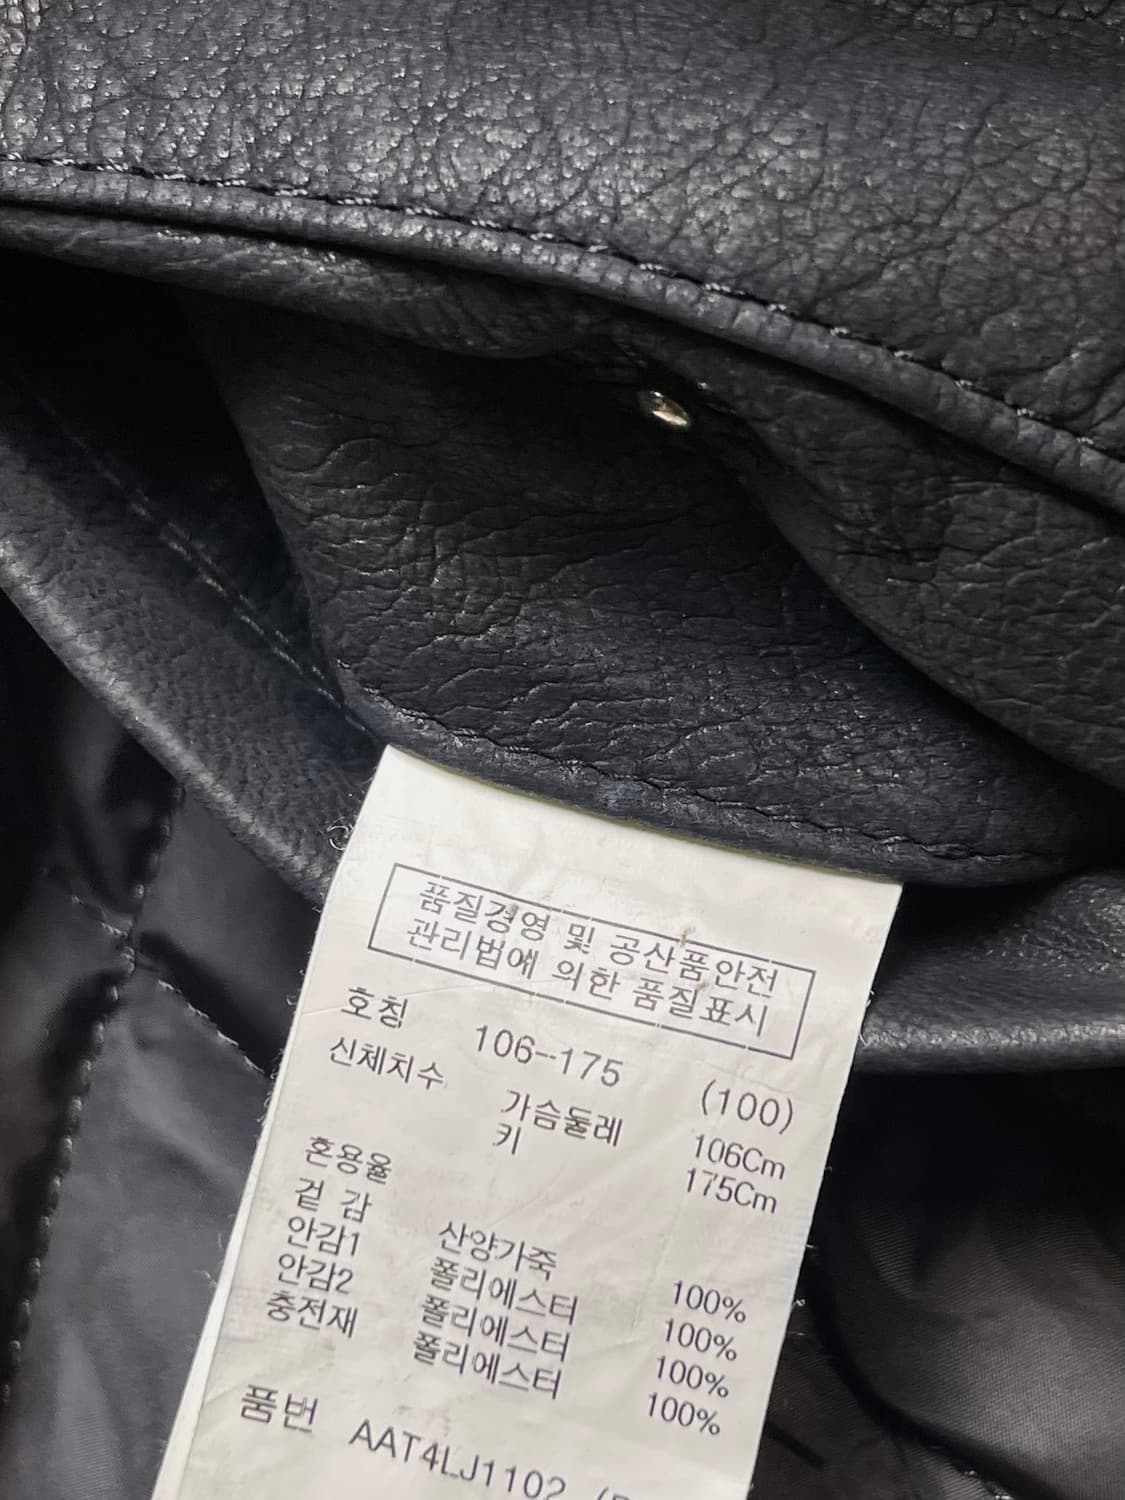 품질경영 및 공산품안전
관리법에 의한 품질표시
호칭 106-175 (100)
신체치수 가슴둘레 106Cm
키 175Cm
혼용율
겉 감 산양가죽 100%
안감1 폴리에스터 100%
안감2 폴리에스터 100%
충전재 폴리에스터 100%
품번 AAT4LJ1102